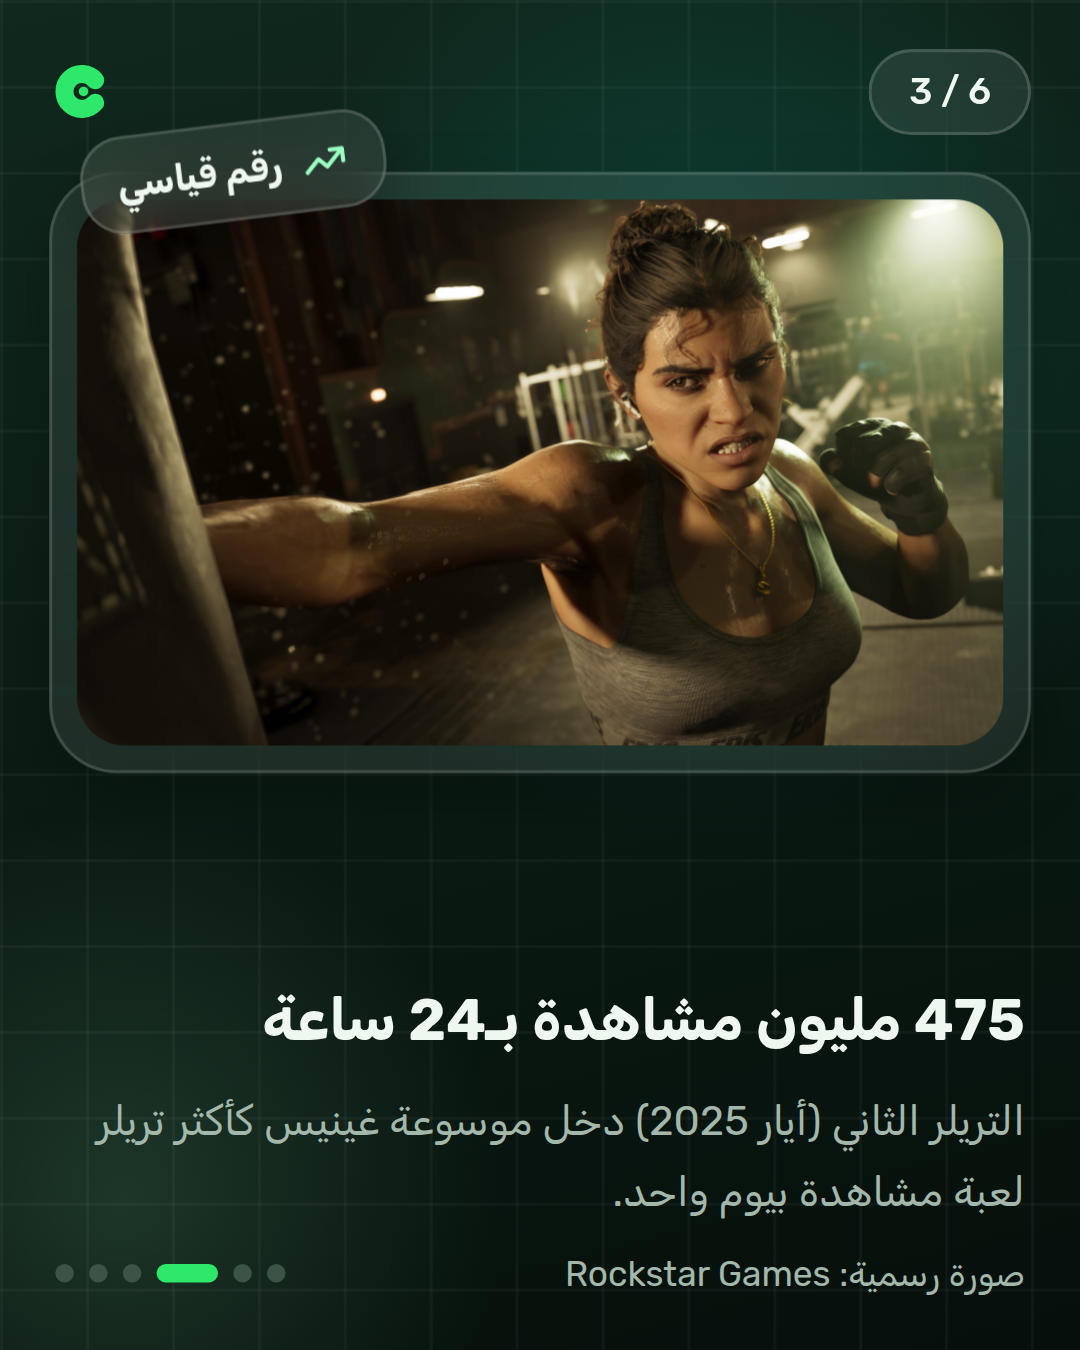 3 / 6
رقم قياسي
475 مليون مشاهدة بـ24 ساعة
التريلر الثاني (أيار 2025) دخل موسوعة غينيس كأكثر تريلر
لعبة مشاهدة بيوم واحد.
صورة رسمية: Rockstar Games